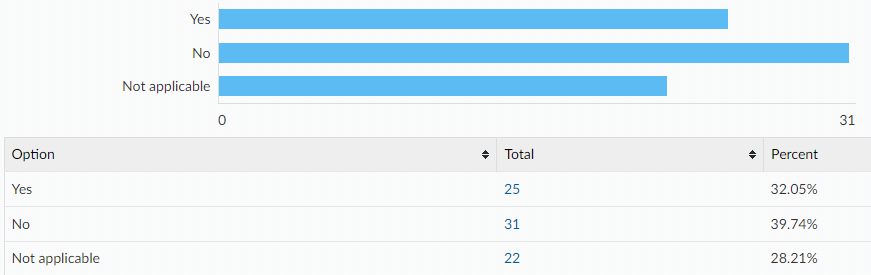 Yes
No
Not applicable
0 31
Option Total Percent
Yes 25 32.05%
No 31 39.74%
Not applicable 22 28.21%